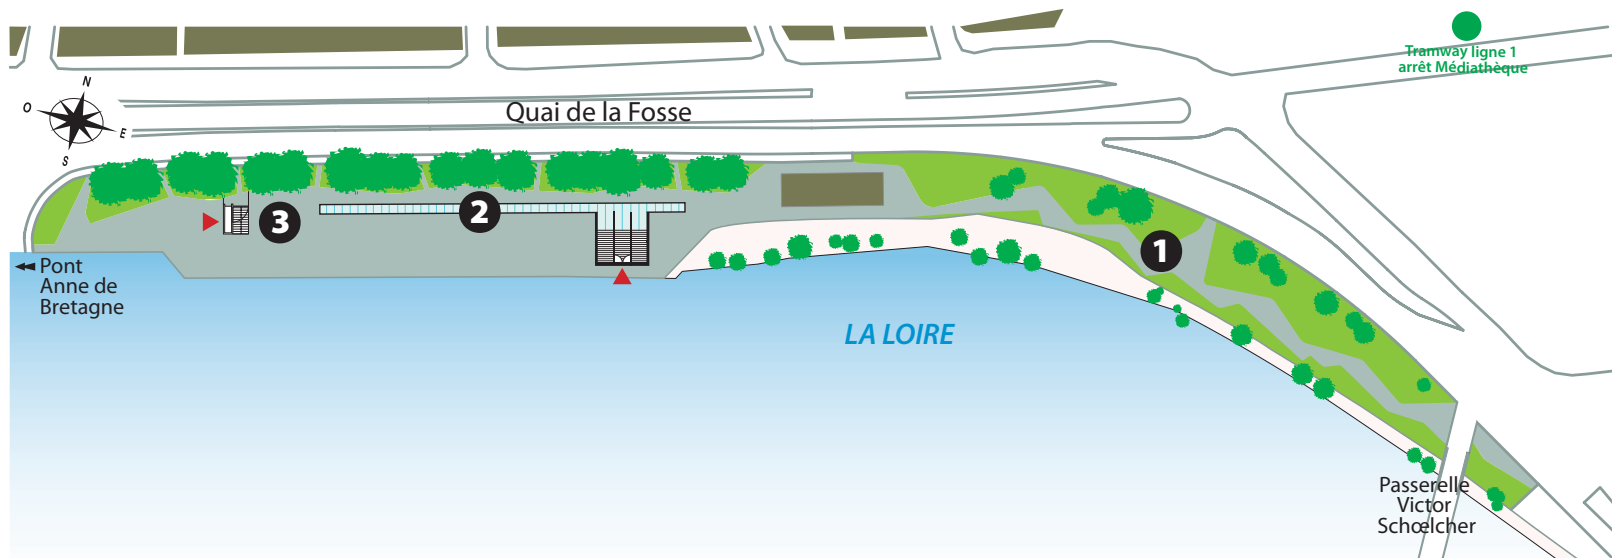 Tramway ligne 1
arrêt Médiathèque
N
O
E
S
Quai de la Fosse
3
2
1
Pont
Anne de
Bretagne
LA LOIRE
Passerelle
Victor
Schœlcher